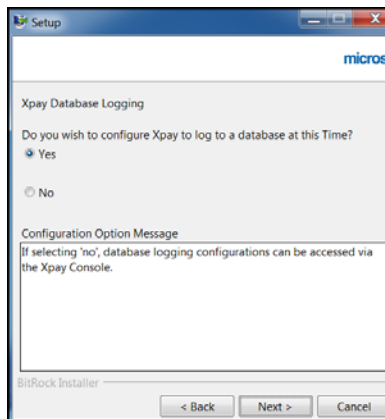 Setup
micros
Xpay Database Logging
Do you wish to configure Xpay to log to a database at this Time?
Yes
No
Configuration Option Message
If selecting 'no', database logging configurations can be accessed via
the Xpay Console.
BitRock Installer
< Back
Next >
Cancel